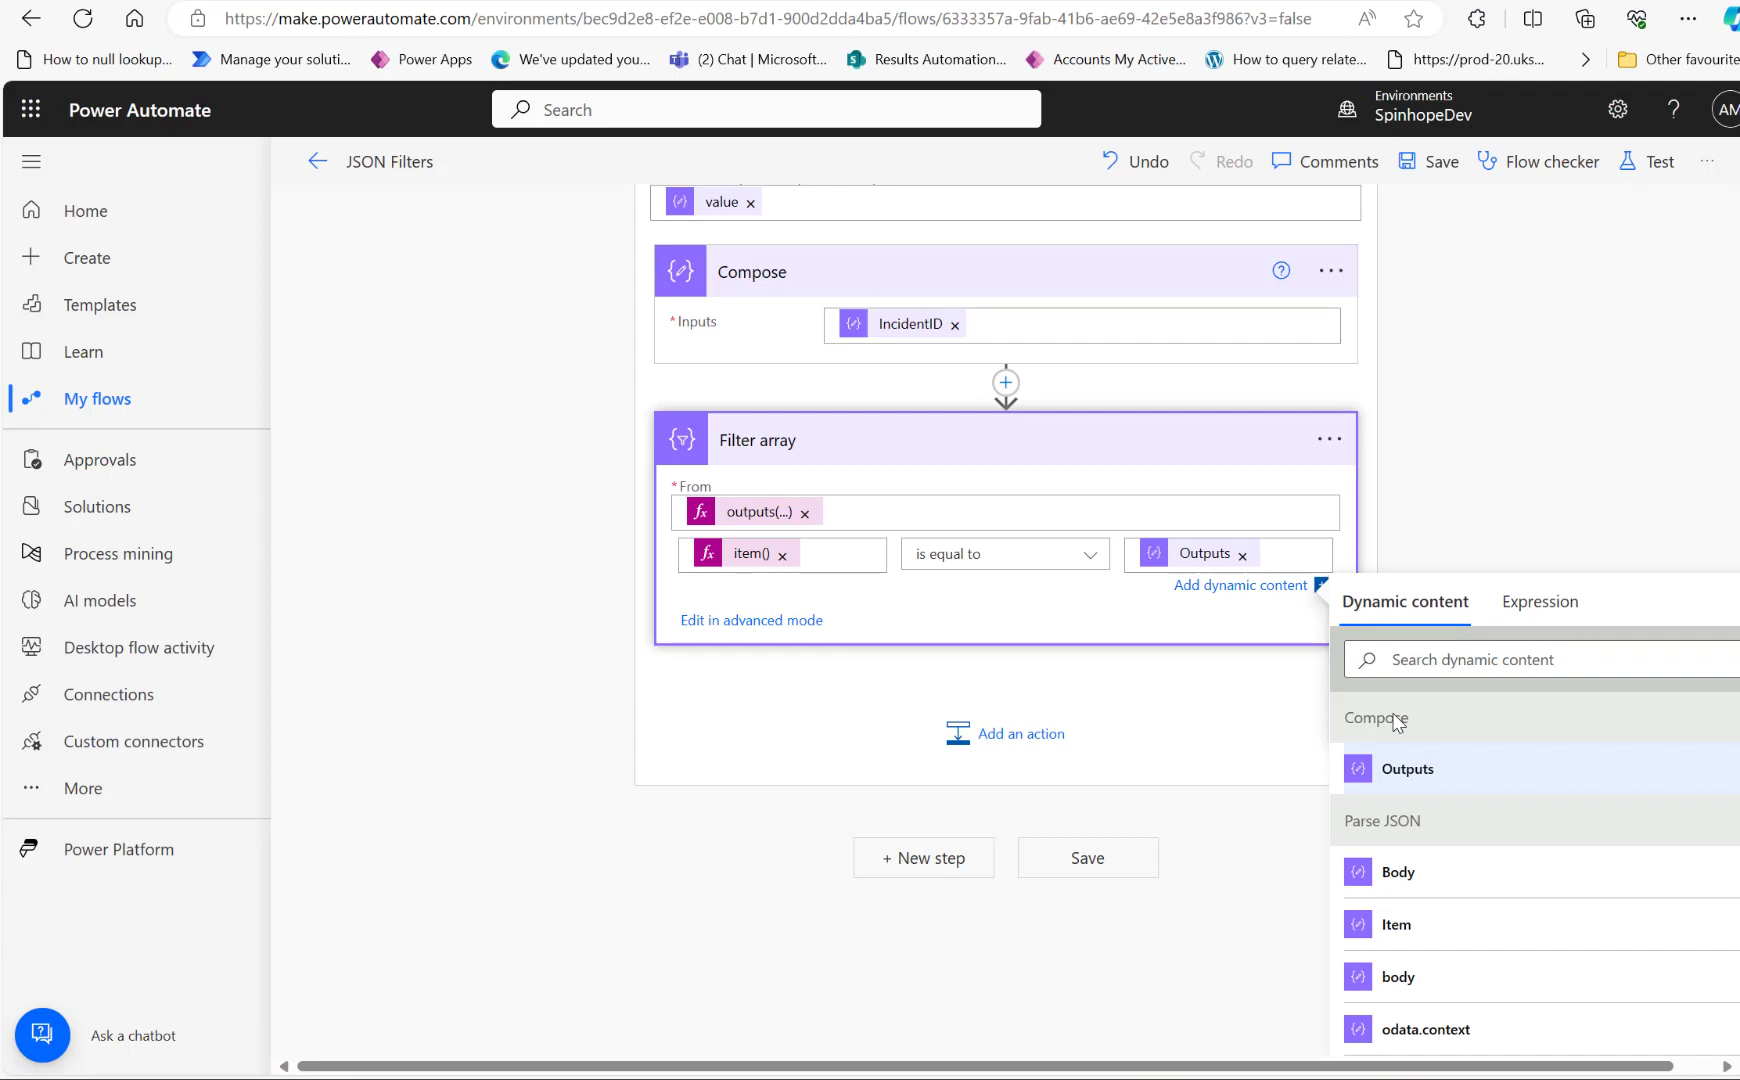 https://make.powerautomate.com/environments/bec9d2e8-ef2e-e008-b7d1-900d2dda4ba5/flows/6333357a-9fab-41b6-ae69-42e5e8a3f986?v3=false
How to null lookup...
Manage your soluti...
Power Apps
We've updated you...
(2) Chat | Microsoft...
Results Automation...
Accounts My Active...
How to query relate...
https://prod-20.uks...
Other favourite
Power Automate
Search
Environments
SpinhopeDev
AM
JSON Filters
Undo
Redo
Comments
Save
Flow checker
Test
Home
Create
Templates
Learn
My flows
Approvals
Solutions
Process mining
AI models
Desktop flow activity
Connections
Custom connectors
More
Power Platform
Ask a chatbot
value
Compose
*Inputs
IncidentID
Filter array
*From
outputs(...)
item()
is equal to
Outputs
Add dynamic content
Edit in advanced mode
Add an action
+ New step
Save
Dynamic content
Expression
Search dynamic content
Compose
Outputs
Parse JSON
Body
Item
body
odata.context